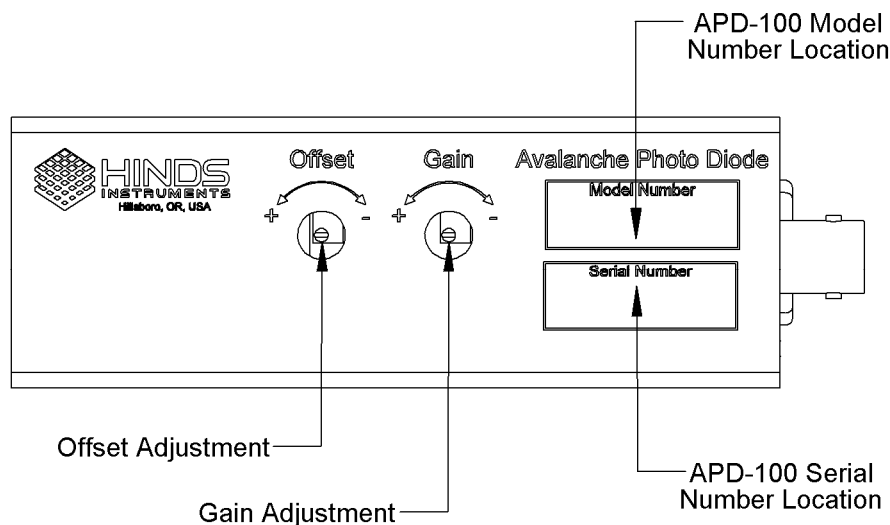 APD-100 Model
Number Location
HINDS
INSTRUMENTS
Hillsboro, OR, USA
Offset
+ -
Gain
+ -
Avalanche Photo Diode
Model Number
Serial Number
Offset Adjustment
Gain Adjustment
APD-100 Serial
Number Location